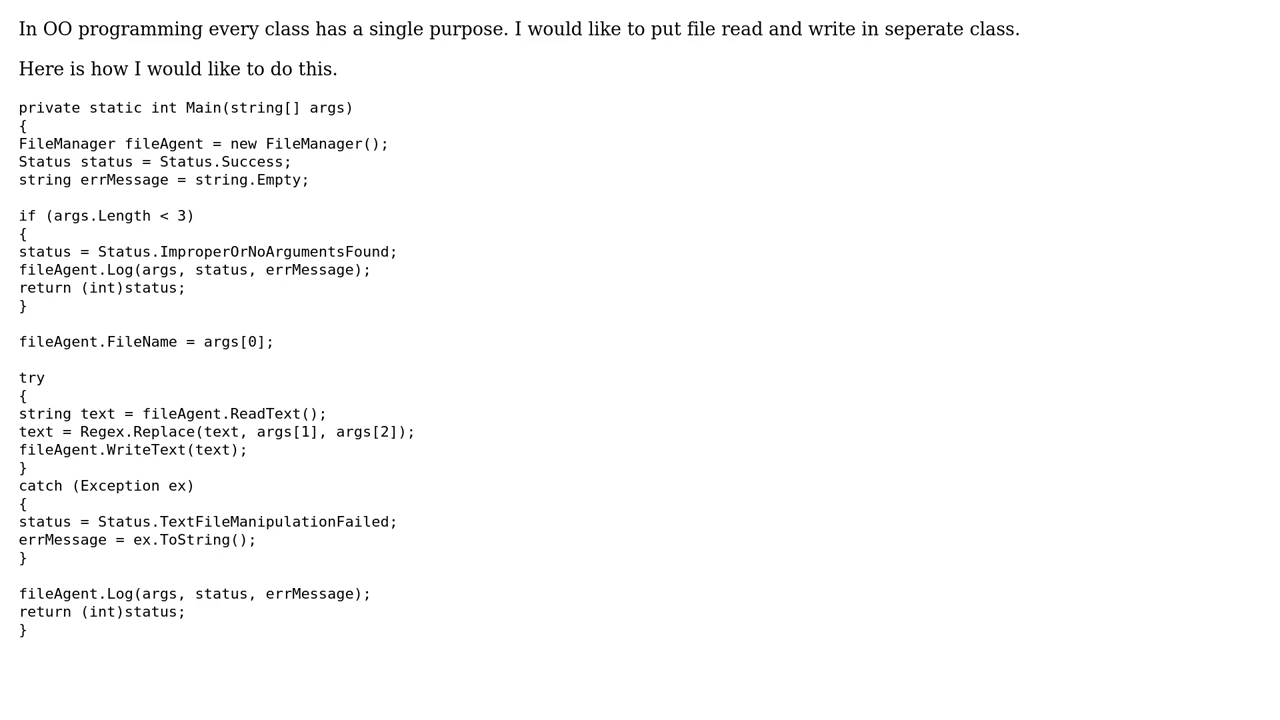 In OO programming every class has a single purpose. I would like to put file read and write in seperate class.
Here is how I would like to do this.
private static int Main(string[] args)
{
FileManager fileAgent = new FileManager();
Status status = Status.Success;
string errMessage = string.Empty;
if (args.Length < 3)
{
status = Status.ImproperOrNoArgumentsFound;
fileAgent.Log(args, status, errMessage);
return (int)status;
}
fileAgent.FileName = args[0];
try
{
string text = fileAgent.ReadText();
text = Regex.Replace(text, args[1], args[2]);
fileAgent.WriteText(text);
}
catch (Exception ex)
{
status = Status.TextFileManipulationFailed;
errMessage = ex.ToString();
}
fileAgent.Log(args, status, errMessage);
return (int)status;
}